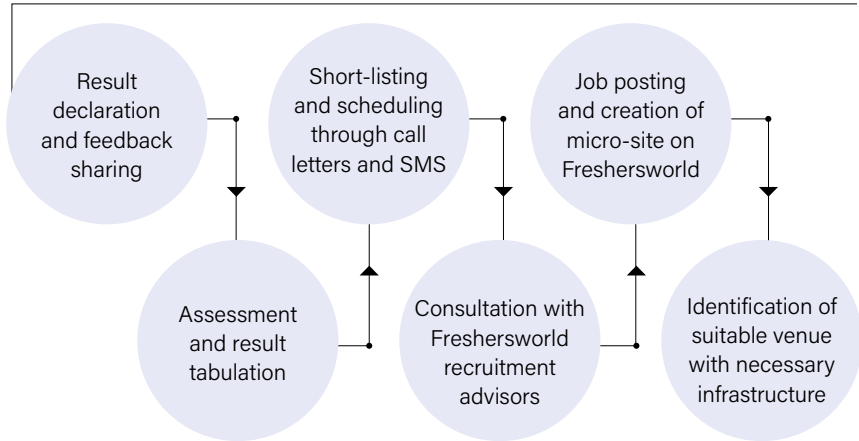 Result
declaration
and feedback
sharing
Assessment
and result
tabulation
Short-listing
and scheduling
through call
letters and SMS
Consultation with
Freshersworld
recruitment
advisors
Job posting
and creation of
micro-site on
Freshersworld
Identification of
suitable venue
with necessary
infrastructure